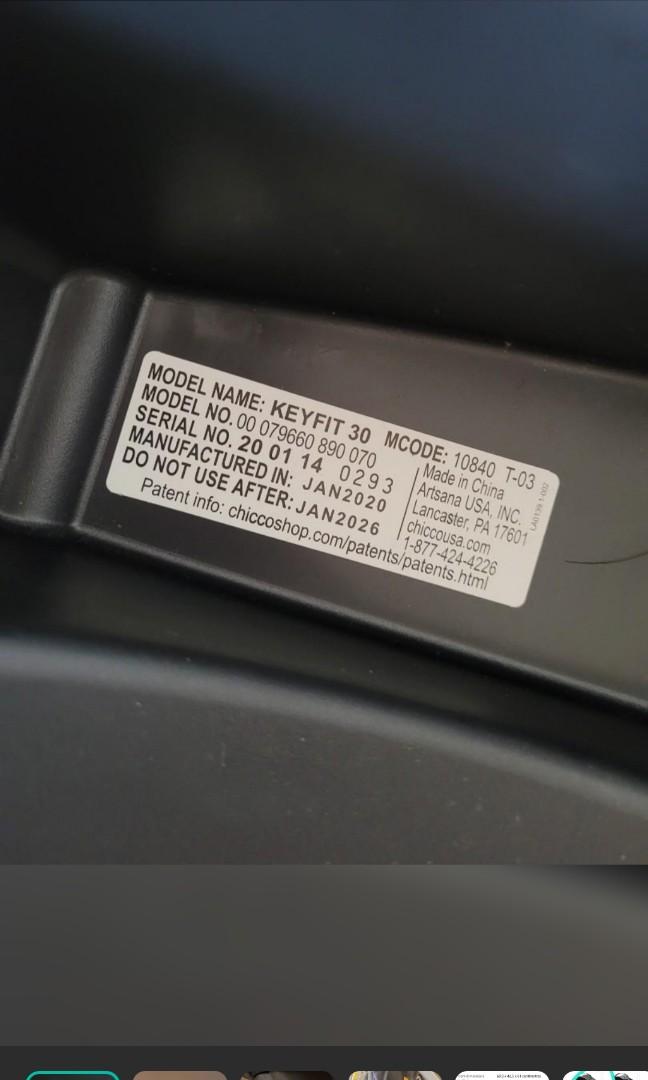 MODEL NAME: KEYFIT 30 MCODE: 10840 T-03
MODEL NO. 00 079660 890 070
SERIAL NO. 20 01 14 0293
MANUFACTURED IN: JAN2020
DO NOT USE AFTER: JAN2026
Patent info: chiccoshop.com/patents/patents.html
Made in China
Artsana USA, INC.
Lancaster, PA 17601
chiccousa.com
1-877-424-4226